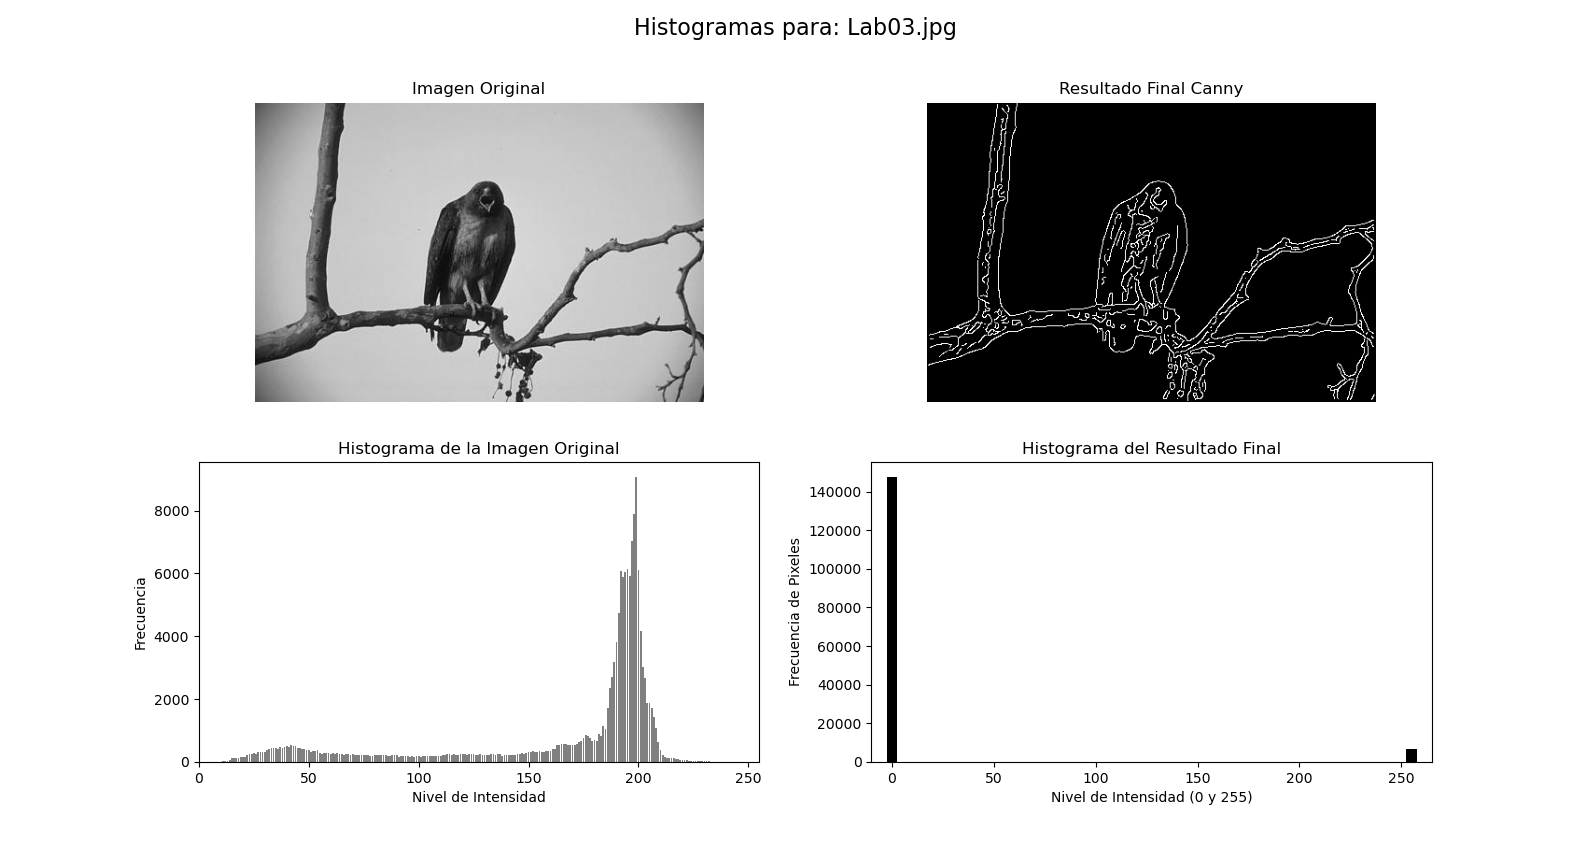 Histogramas para: Lab03.jpg
Imagen Original
Resultado Final Canny
Histograma de la Imagen Original
Frecuencia
8000
6000
4000
2000
0
0 50 100 150 200 250
Nivel de Intensidad
Histograma del Resultado Final
Frecuencia de Pixeles
140000
120000
100000
80000
60000
40000
20000
0
0 50 100 150 200 250
Nivel de Intensidad (0 y 255)